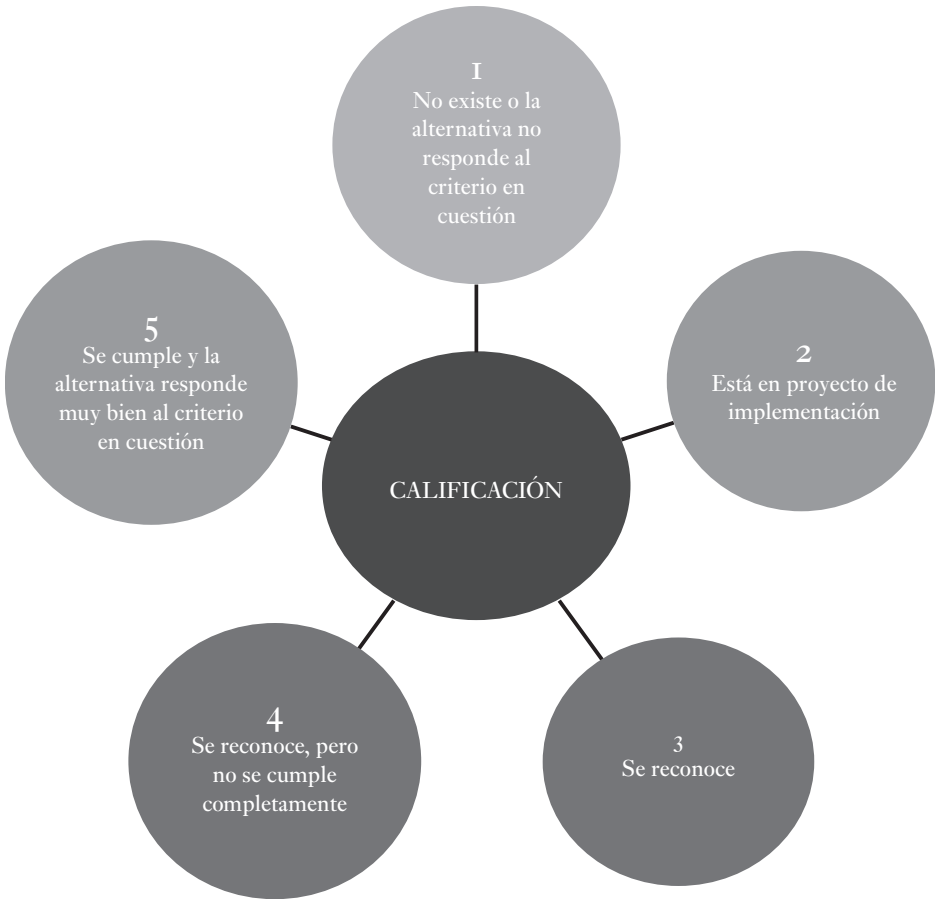 1
No existe o la
alternativa no
responde al
criterio en
cuestión
2
Está en proyecto de
implementación
3
Se reconoce
4
Se reconoce, pero
no se cumple
completamente
5
Se cumple y la
alternativa responde
muy bien al criterio
en cuestión
CALIFICACIÓN